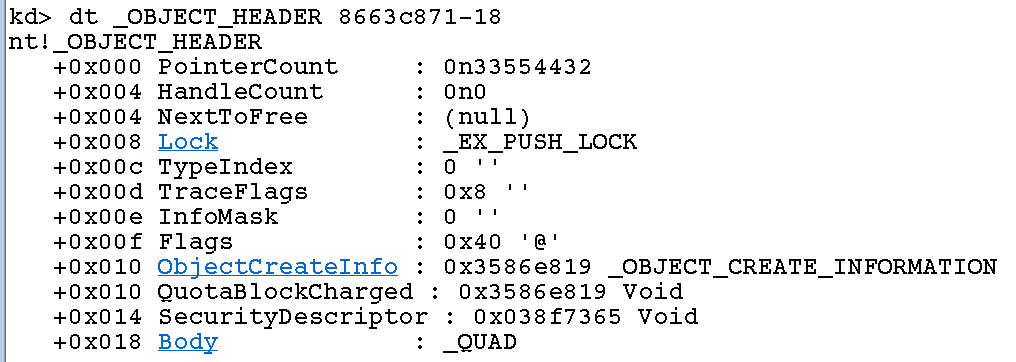 kd> dt _OBJECT_HEADER 8663c871-18
nt!_OBJECT_HEADER
+0x000 PointerCount : 0n33554432
+0x004 HandleCount : 0n0
+0x004 NextToFree : (null)
+0x008 Lock : _EX_PUSH_LOCK
+0x00c TypeIndex : 0 ''
+0x00d TraceFlags : 0x8 ''
+0x00e InfoMask : 0 ''
+0x00f Flags : 0x40 '@'
+0x010 ObjectCreateInfo : 0x3586e819 _OBJECT_CREATE_INFORMATION
+0x010 QuotaBlockCharged : 0x3586e819 Void
+0x014 SecurityDescriptor : 0x038f7365 Void
+0x018 Body : _QUAD